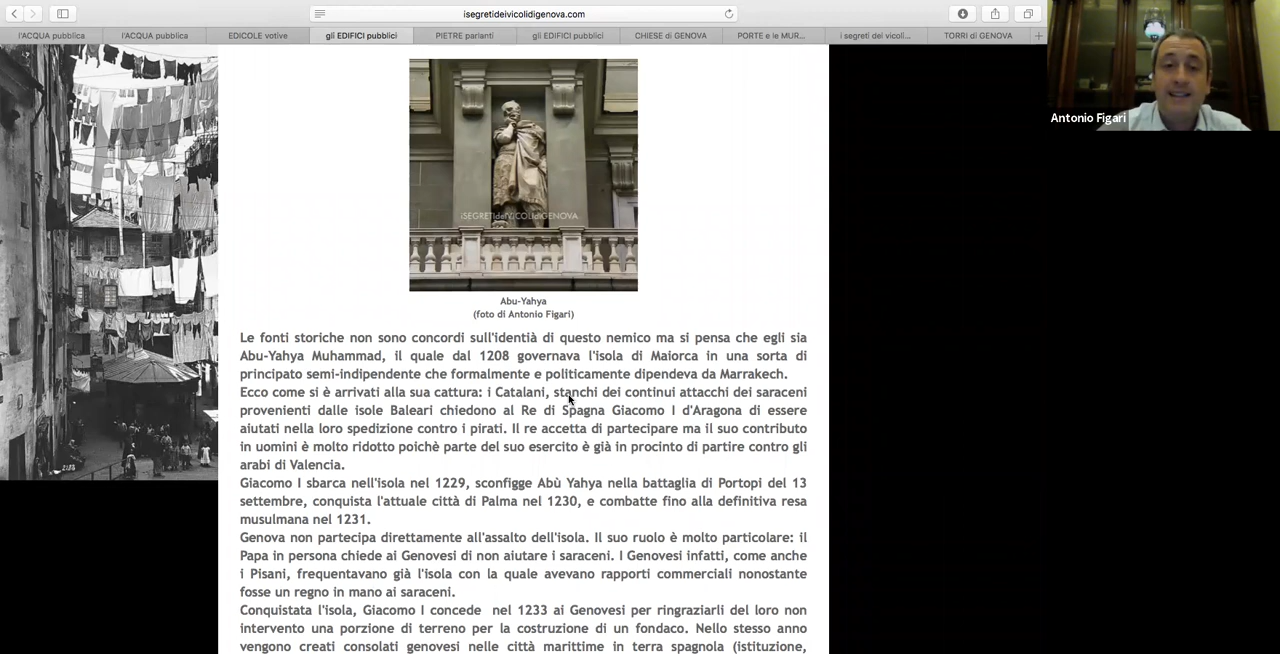 isegretideivicolidigenova.com
l'ACQUA pubblica
l'ACQUA pubblica
EDICOLE votive
gli EDIFICI pubblici
PIETRE parlanti
gli EDIFICI pubblici
CHIESE di GENOVA
PORTE e le MUR...
i segreti dei vicoli...
TORRI di GENOVA
Antonio Figari
iSEGRETIdeiVICOLIdiGENOVA
Abu-Yahya
(foto di Antonio Figari)
Le fonti storiche non sono concordi sull'identià di questo nemico ma si pensa che egli sia
Abu-Yahya Muhammad, il quale dal 1208 governava l'isola di Maiorca in una sorta di
principato semi-indipendente che formalmente e politicamente dipendeva da Marrakech.
Ecco come si è arrivati alla sua cattura: i Catalani, stanchi dei continui attacchi dei saraceni
provenienti dalle isole Baleari chiedono al Re di Spagna Giacomo I d'Aragona di essere
aiutati nella loro spedizione contro i pirati. Il re accetta di partecipare ma il suo contributo
in uomini è molto ridotto poichè parte del suo esercito è già in procinto di partire contro gli
arabi di Valencia.
Giacomo I sbarca nell'isola nel 1229, sconfigge Abù Yahya nella battaglia di Portopi del 13
settembre, conquista l'attuale città di Palma nel 1230, e combatte fino alla definitiva resa
musulmana nel 1231.
Genova non partecipa direttamente all'assalto dell'isola. Il suo ruolo è molto particolare: il
Papa in persona chiede ai Genovesi di non aiutare i saraceni. I Genovesi infatti, come anche
i Pisani, frequentavano già l'isola con la quale avevano rapporti commerciali nonostante
fosse un regno in mano ai saraceni.
Conquistata l'isola, Giacomo I concede nel 1233 ai Genovesi per ringraziarli del loro non
intervento una porzione di terreno per la costruzione di un fondaco. Nello stesso anno
vengono creati consolati genovesi nelle città marittime in terra spagnola (istituzione,